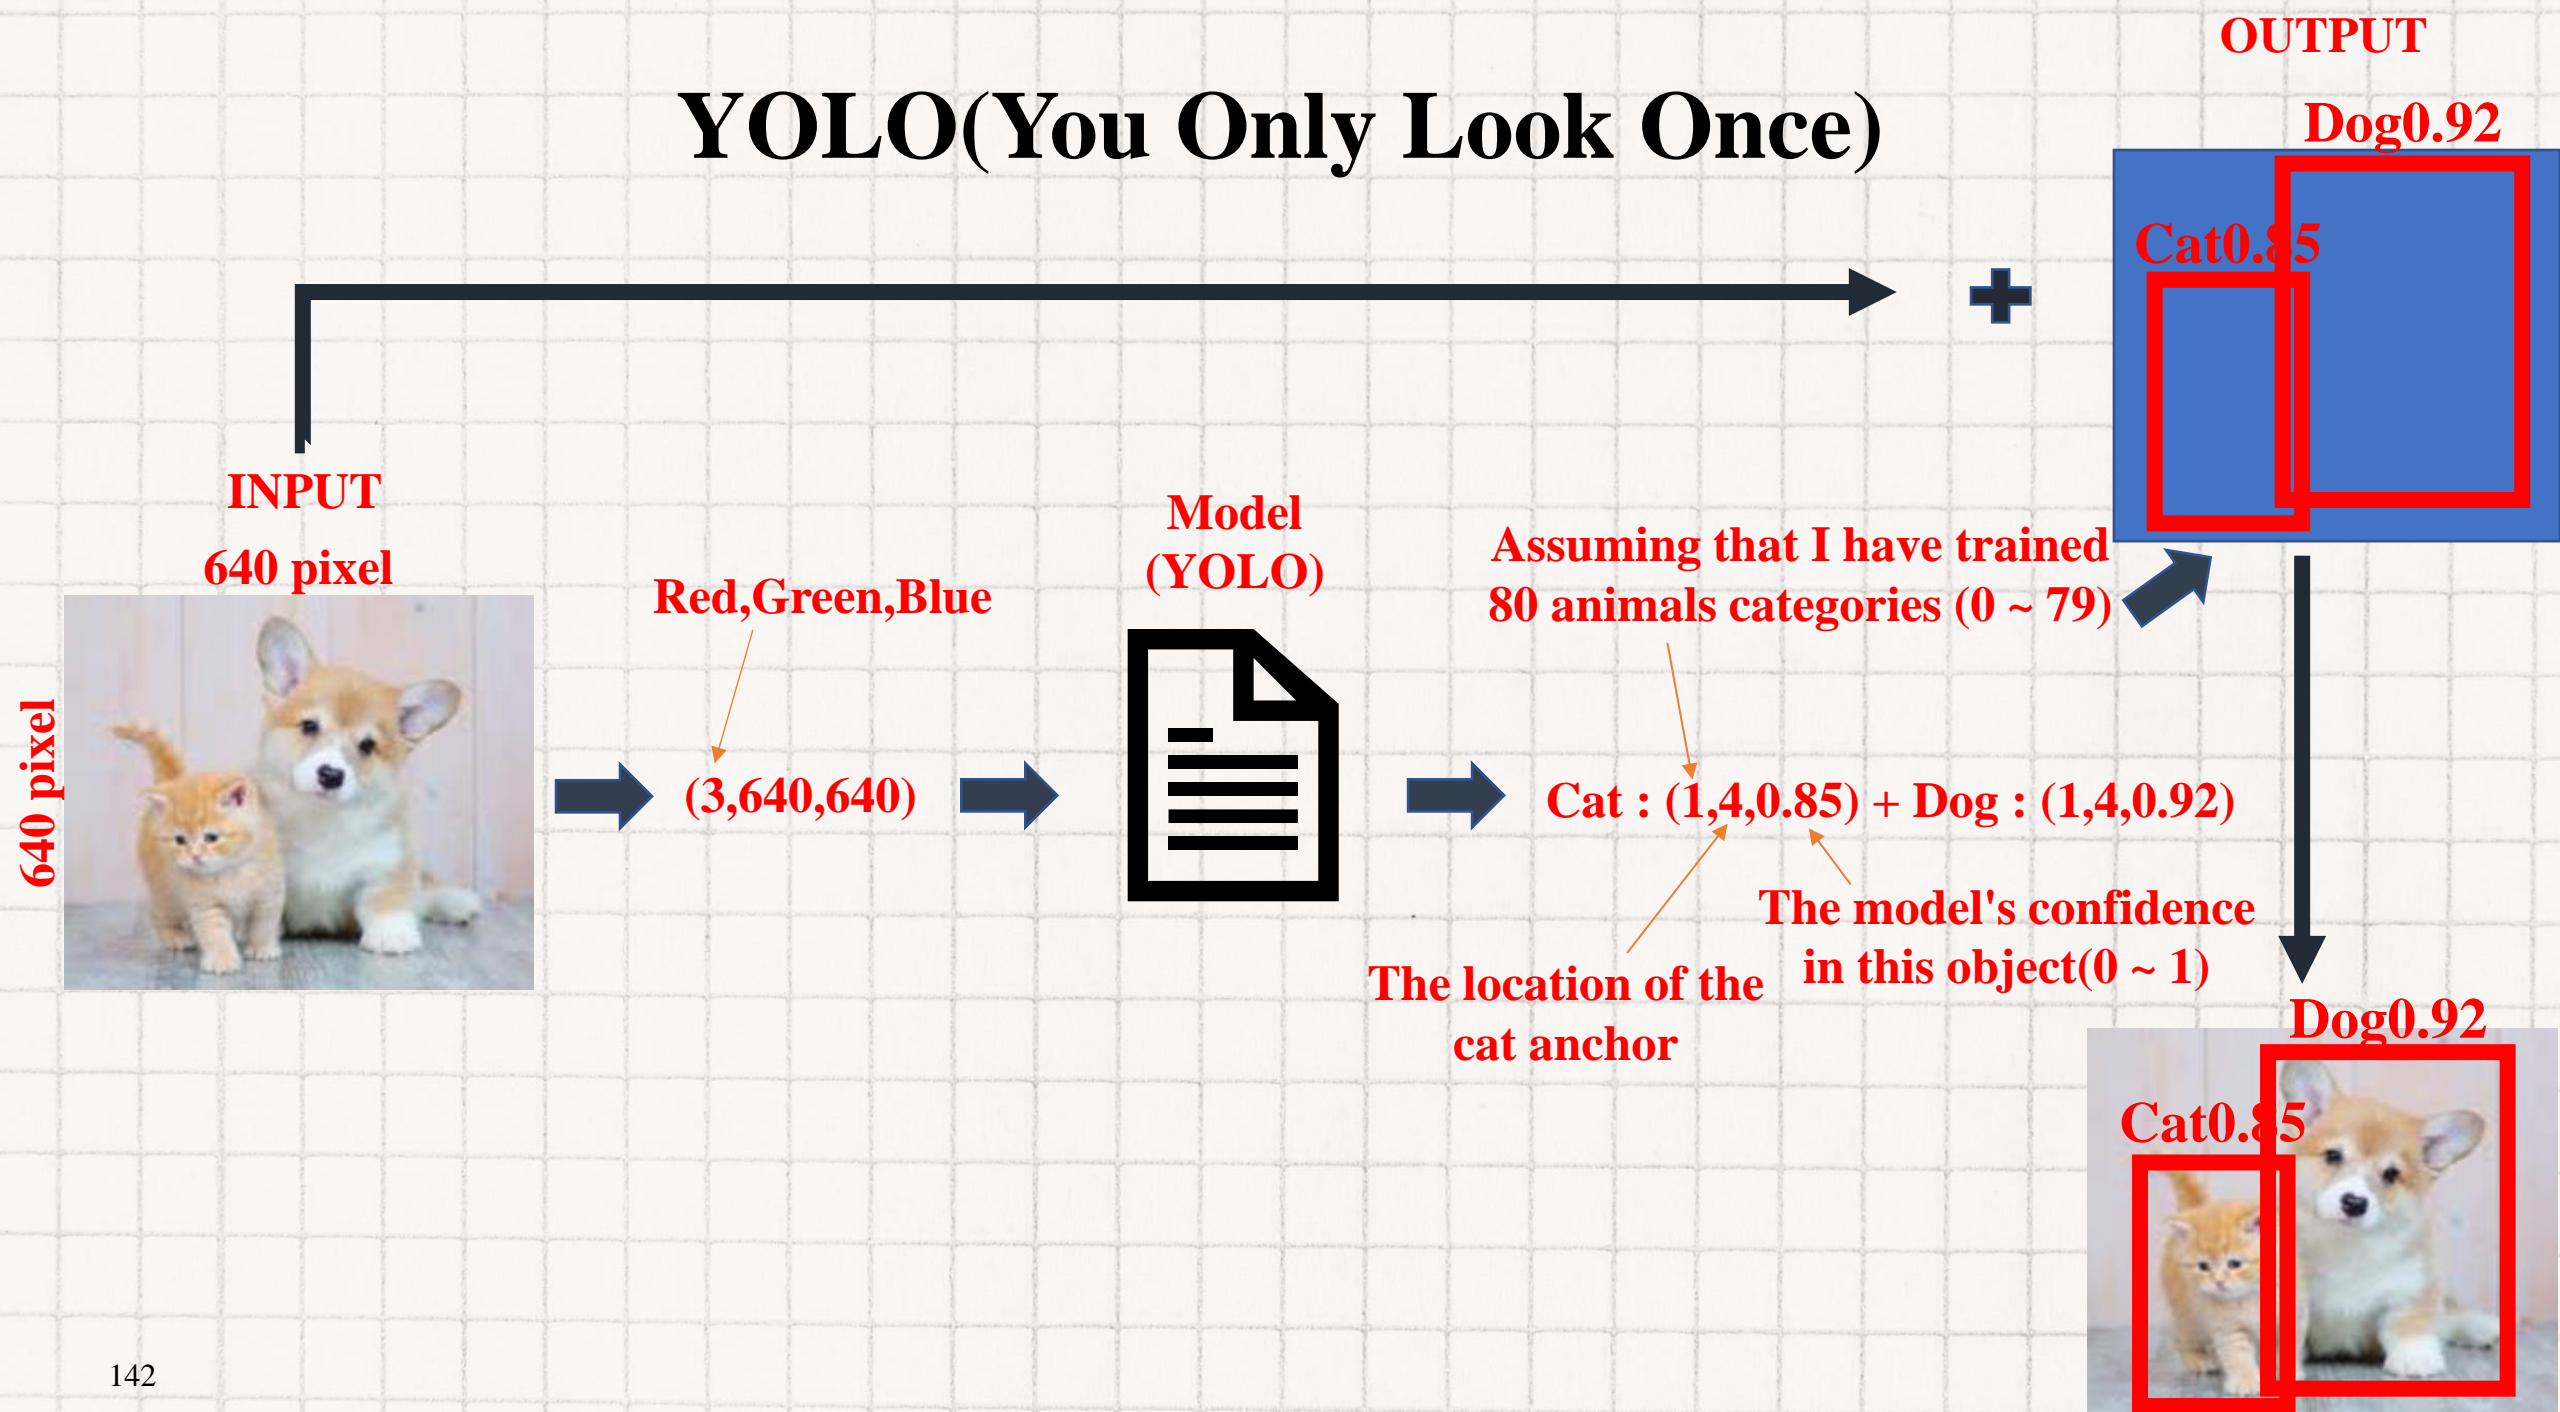 OUTPUT
YOLO(You Only Look Once)
Dog0.92
Cat0.85
INPUT
640 pixel
640 pixel
Red,Green,Blue
(3,640,640)
Model
(YOLO)
Assuming that I have trained
80 animals categories (0 ~ 79)
Cat : (1,4,0.85) + Dog : (1,4,0.92)
The model's confidence
in this object(0 ~ 1)
The location of the
cat anchor
Dog0.92
Cat0.85
142